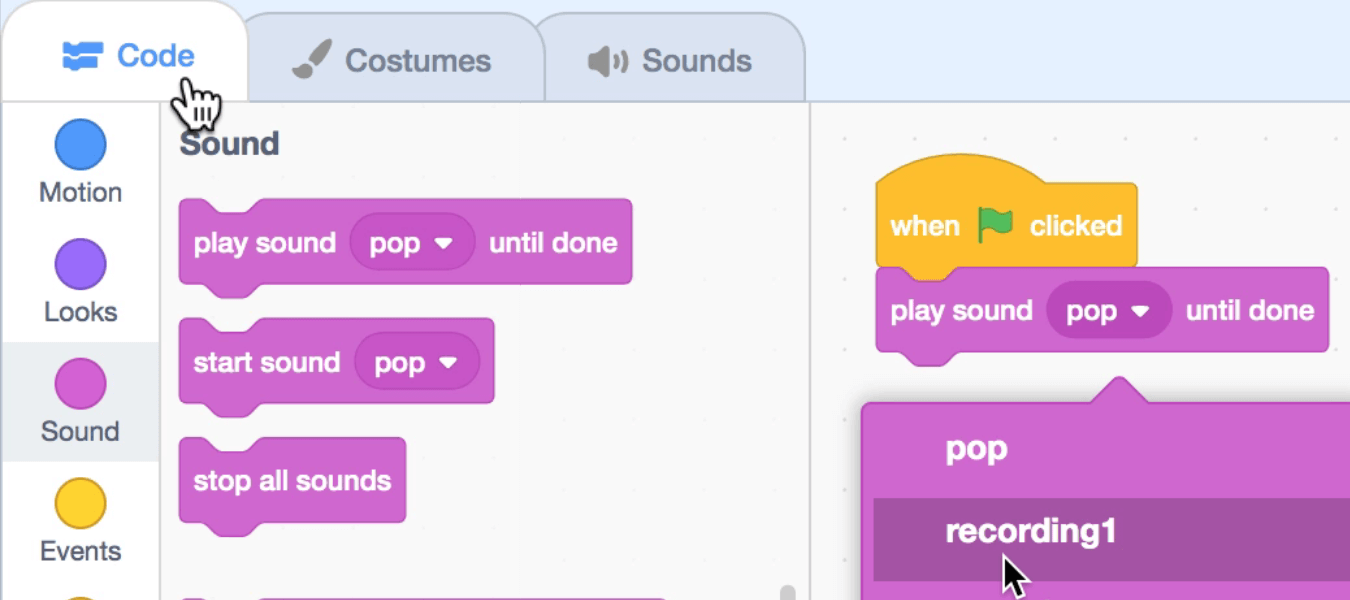 Code
Costumes
Sounds
Motion
Looks
Sound
Events
Sound
play sound pop until done
start sound pop
stop all sounds
when clicked
play sound pop until done
pop
recording1